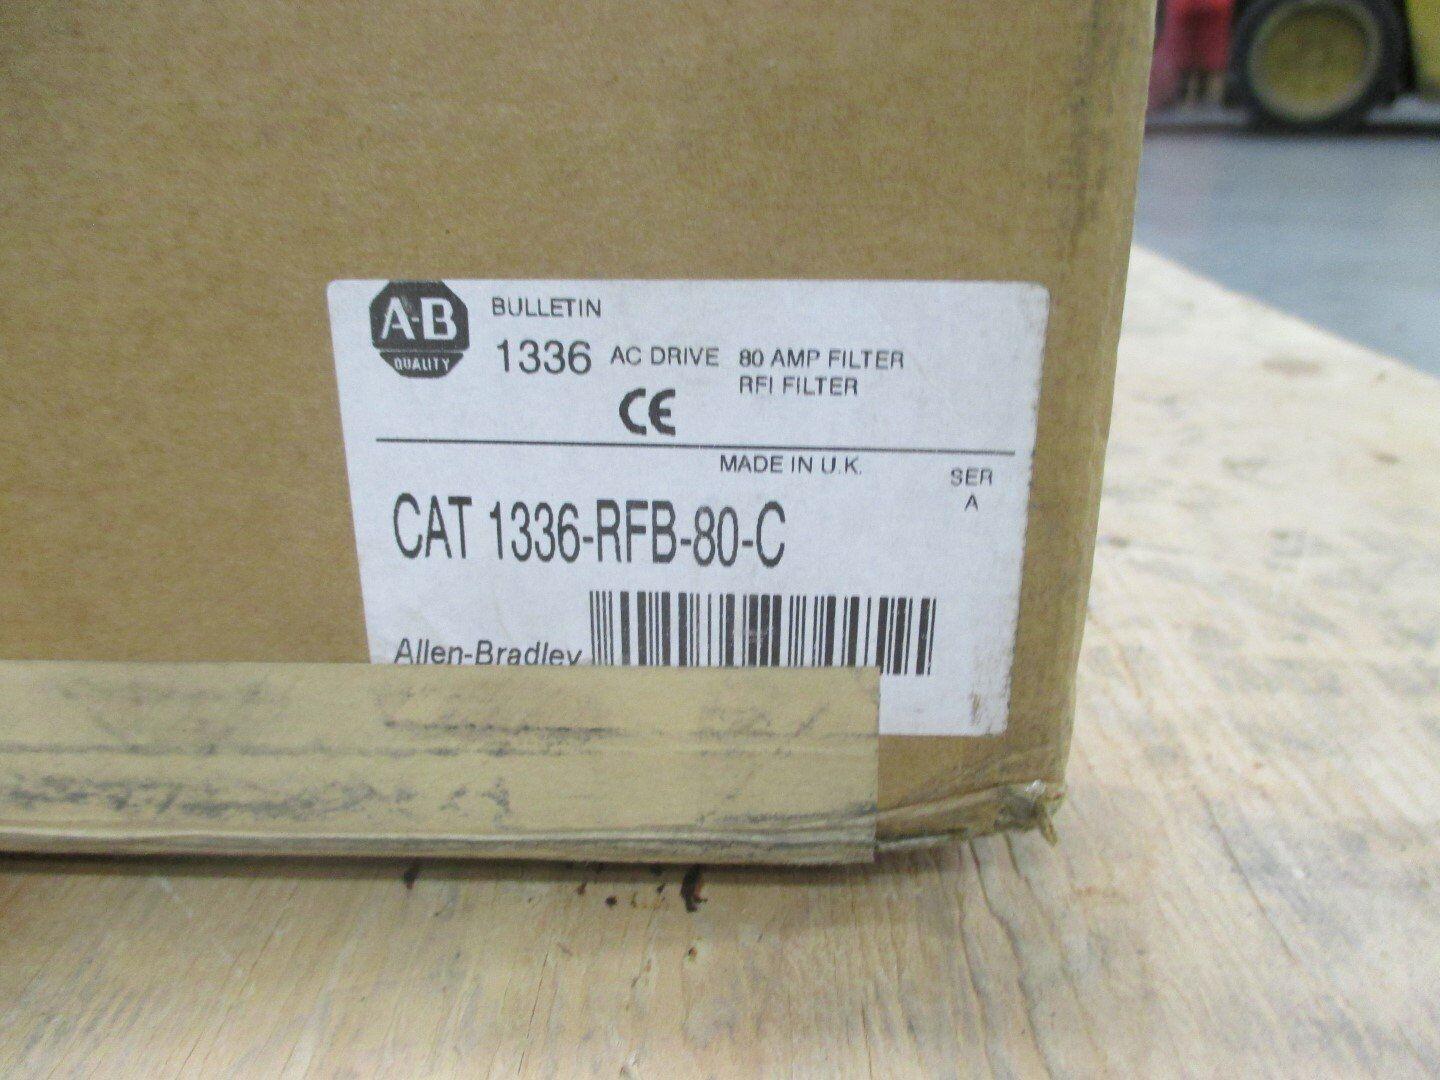 A-B
QUALITY
BULLETIN
1336 AC DRIVE 80 AMP FILTER
RFI FILTER
CE
MADE IN U.K.
SER
A
CAT 1336-RFB-80-C
Allen-Bradley